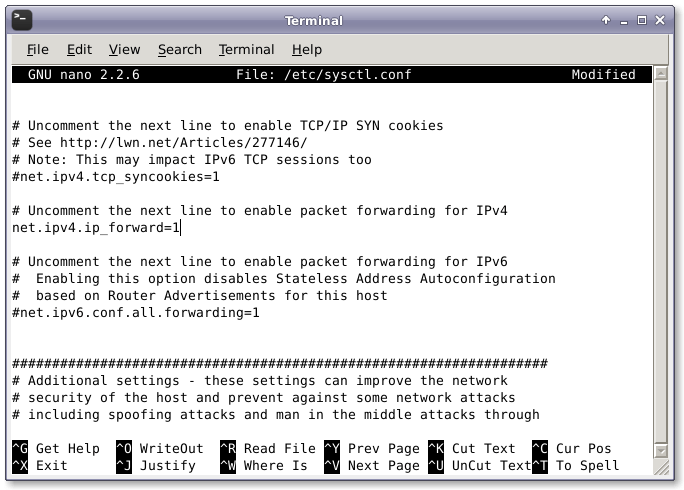 Terminal
File Edit View Search Terminal Help
GNU nano 2.2.6 File: /etc/sysctl.conf Modified
# Uncomment the next line to enable TCP/IP SYN cookies
# See http://lwn.net/Articles/277146/
# Note: This may impact IPv6 TCP sessions too
#net.ipv4.tcp_syncookies=1
# Uncomment the next line to enable packet forwarding for IPv4
net.ipv4.ip_forward=1
# Uncomment the next line to enable packet forwarding for IPv6
#  Enabling this option disables Stateless Address Autoconfiguration
#  based on Router Advertisements for this host
#net.ipv6.conf.all.forwarding=1
###################################################################
# Additional settings - these settings can improve the network
# security of the host and prevent against some network attacks
# including spoofing attacks and man in the middle attacks through
^G Get Help ^O WriteOut ^R Read File ^Y Prev Page ^K Cut Text ^C Cur Pos
^X Exit ^J Justify ^W Where Is ^V Next Page ^U UnCut Text ^T To Spell